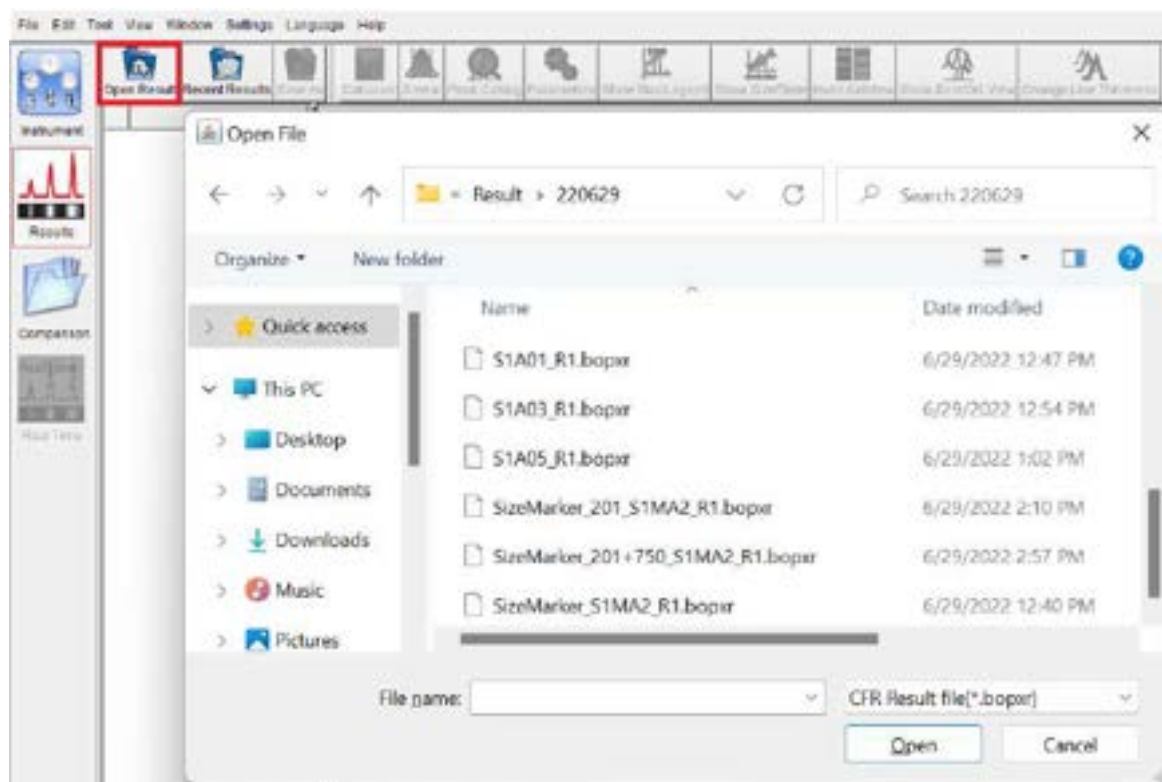 File Edit Tool View Window Settings Language Help
Open Result Recent Results Save As
Instrument
Results
Comparison
Real Time
Open File
Result > 220629
Search 220629
Organize New folder
Name Date modified
Quick access
This PC
Desktop
Documents
Downloads
Music
Pictures
S1A01_R1.bopxr 6/29/2022 12:47 PM
S1A03_R1.bopxr 6/29/2022 12:54 PM
S1A05_R1.bopxr 6/29/2022 1:02 PM
SizeMarker_201_S1MA2_R1.bopxr 6/29/2022 2:10 PM
SizeMarker_201+750_S1MA2_R1.bopxr 6/29/2022 2:57 PM
SizeMarker_S1MA2_R1.bopxr 6/29/2022 12:40 PM
File name: CFR Result file(*.bopxr)
Open Cancel